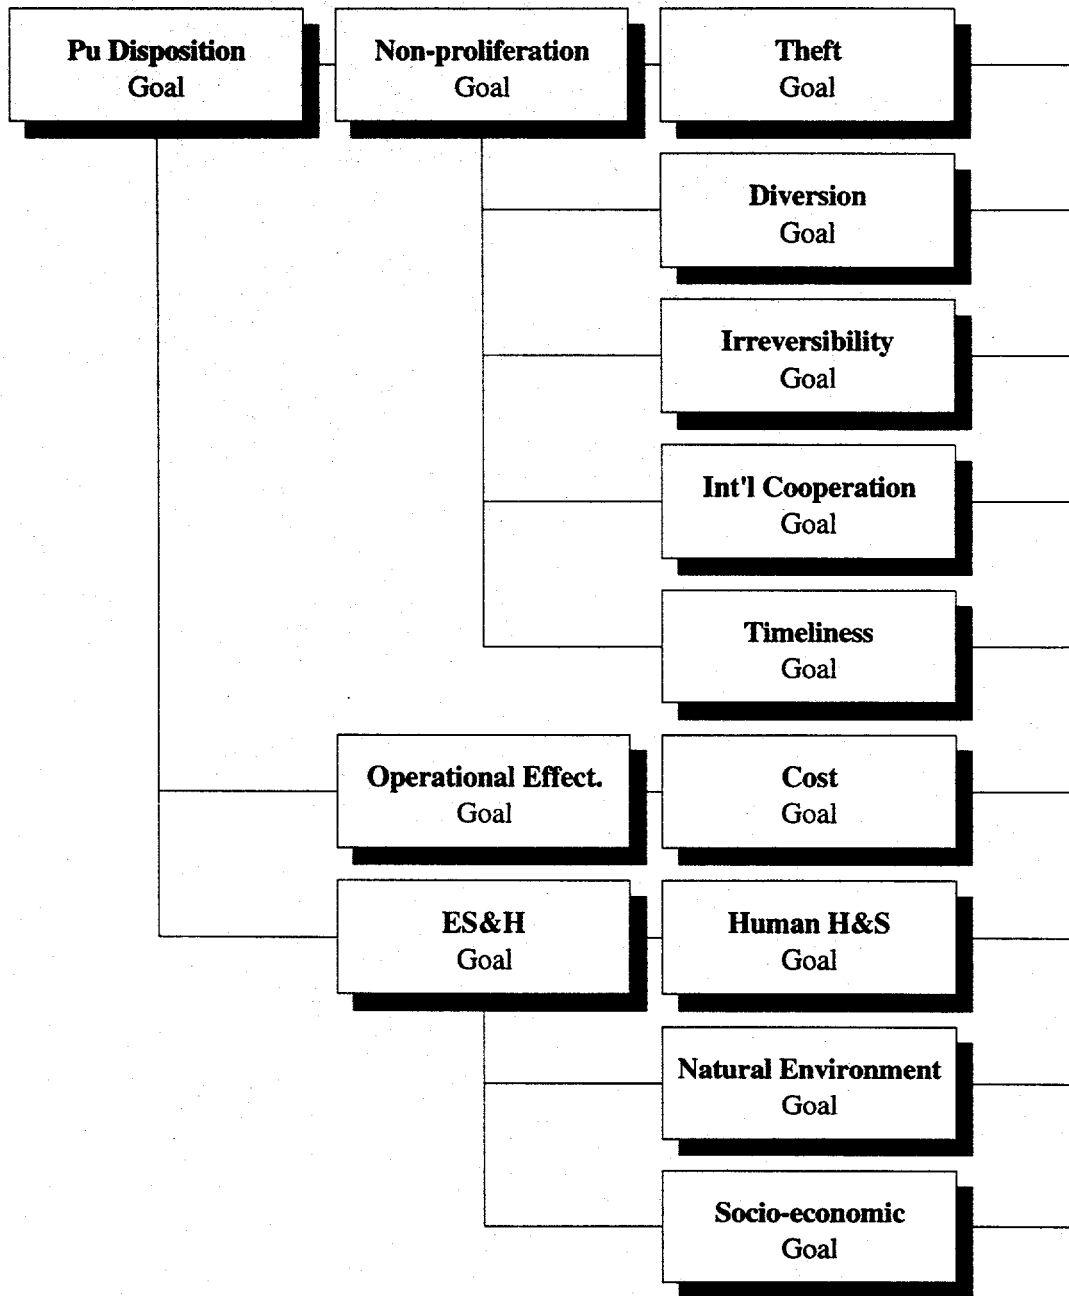 Pu Disposition
Goal
Non-proliferation
Goal
Theft
Goal
Diversion
Goal
Irreversibility
Goal
Int'l Cooperation
Goal
Timeliness
Goal
Operational Effect.
Goal
Cost
Goal
ES&H
Goal
Human H&S
Goal
Natural Environment
Goal
Socio-economic
Goal